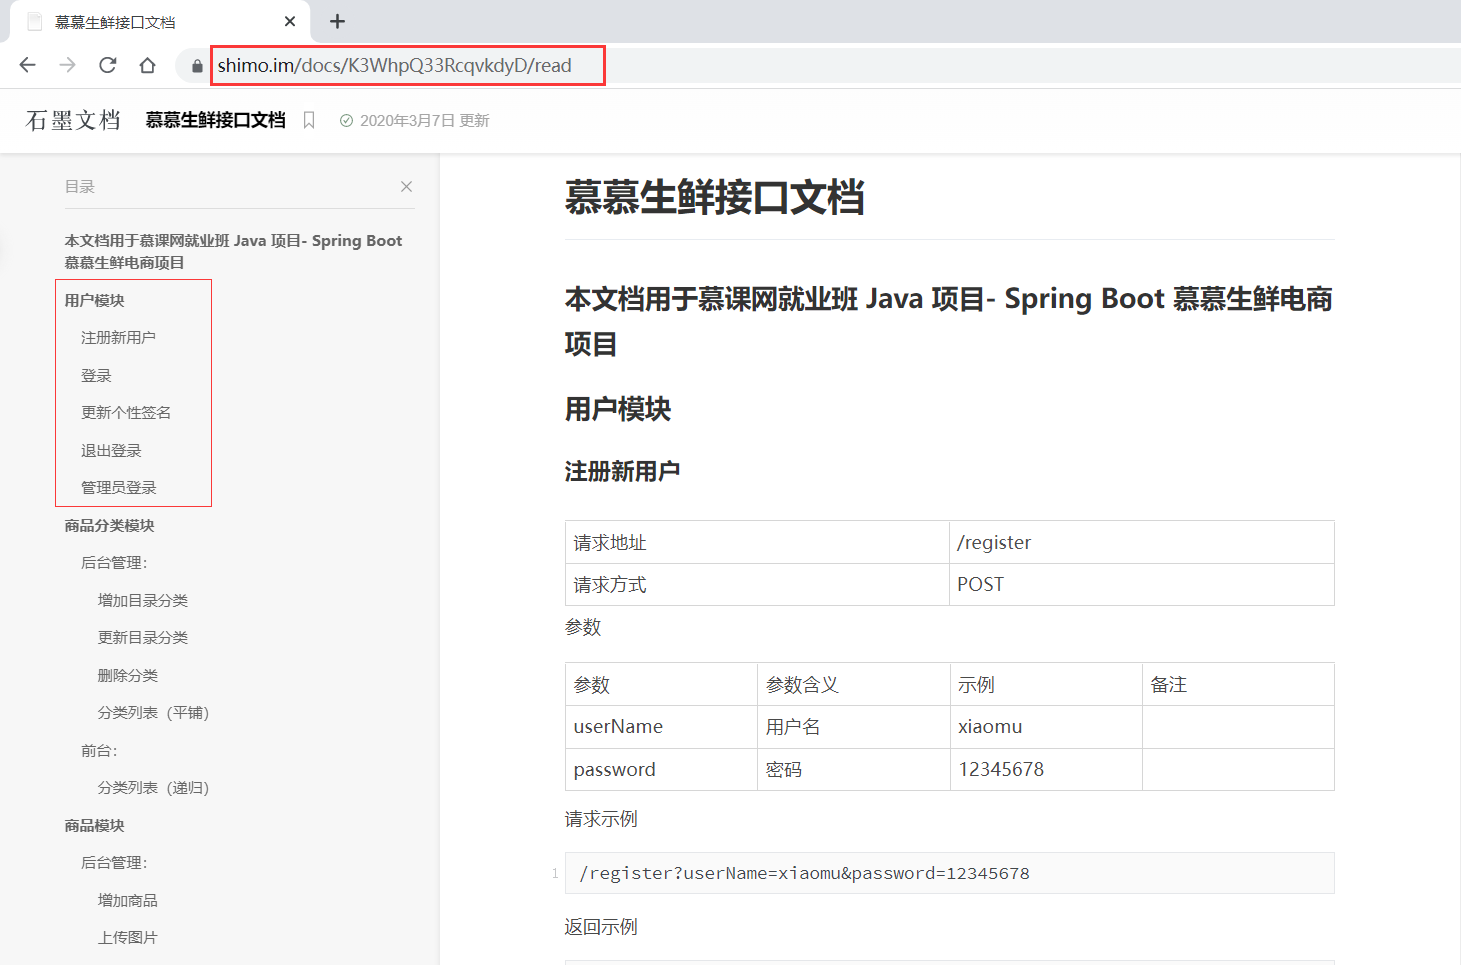 慕慕生鲜接口文档
shimo.im/docs/K3WhpQ33RcqvkdyD/read
石墨文档 慕慕生鲜接口文档 2020年3月7日 更新
目录
本文档用于慕课网就业班 Java 项目- Spring Boot
慕慕生鲜电商项目
用户模块
注册新用户
登录
更新个性签名
退出登录
管理员登录
商品分类模块
后台管理：
增加目录分类
更新目录分类
删除分类
分类列表（平铺）
前台：
分类列表（递归）
商品模块
后台管理：
增加商品
上传图片
慕慕生鲜接口文档
本文档用于慕课网就业班 Java 项目- Spring Boot 慕慕生鲜电商
项目
用户模块
注册新用户
请求地址 /register
请求方式 POST
参数
参数 参数含义 示例 备注
userName 用户名 xiaomu
password 密码 12345678
请求示例
1 /register?userName=xiaomu&password=12345678
返回示例